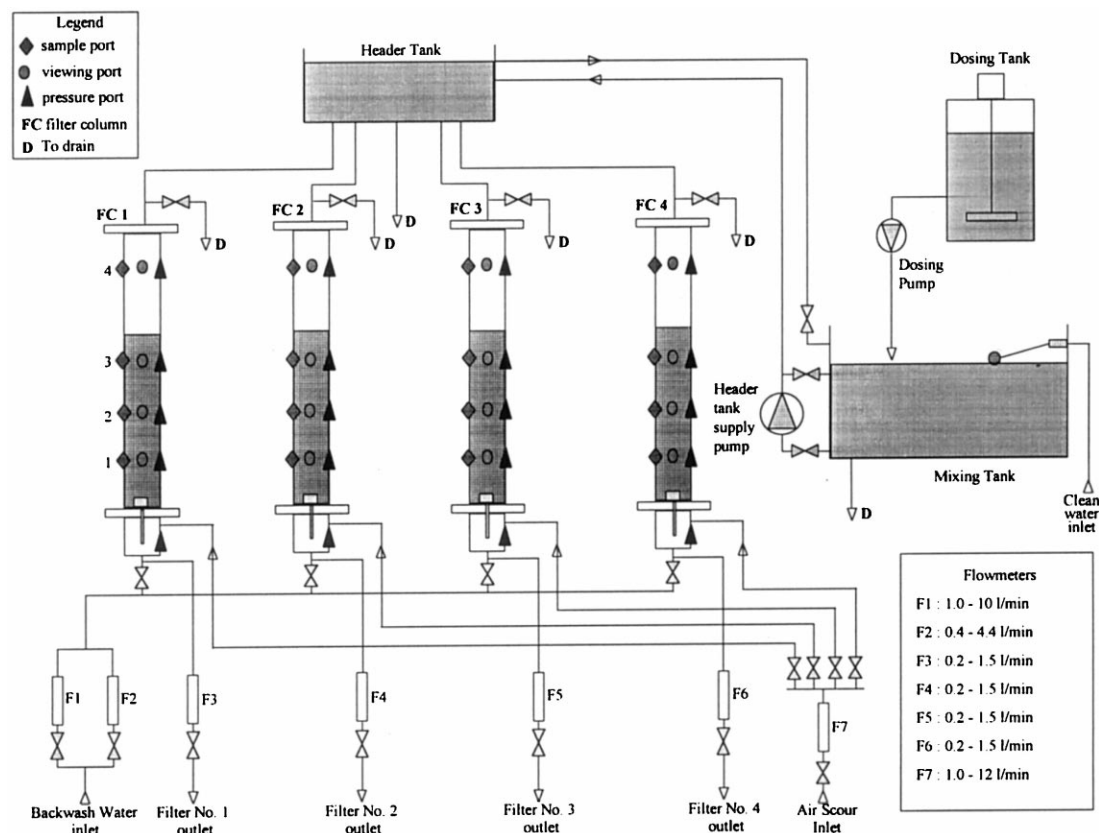 Legend
sample port
viewing port
pressure port
FC filter column
D To drain
Header Tank
Dosing Tank
FC 1
FC 2
FC 3
FC 4
D
D
D
D
D
Dosing
Pump
4
3
2
1
Header
tank
supply
pump
Mixing Tank
D
Clean
water
inlet
Flowmeters
F1 : 1.0 - 10 l/min
F2 : 0.4 - 4.4 l/min
F3 : 0.2 - 1.5 l/min
F4 : 0.2 - 1.5 l/min
F5 : 0.2 - 1.5 l/min
F6 : 0.2 - 1.5 l/min
F7 : 1.0 - 12 l/min
F1
F2
F3
F4
F5
F6
F7
Backwash Water
inlet
Filter No. 1
outlet
Filter No. 2
outlet
Filter No. 3
outlet
Filter No. 4
outlet
Air Scour
Inlet